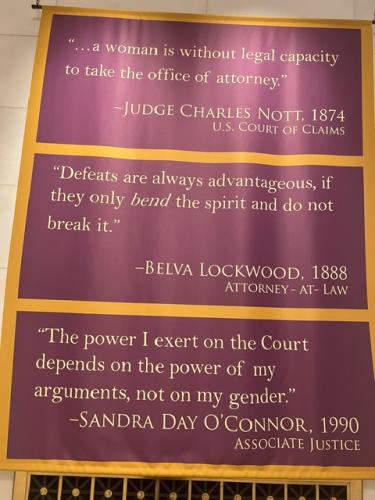 “…a woman is without legal capacity
to take the office of attorney.”
–Judge Charles Nott, 1874
U.S. Court of Claims
“Defeats are always advantageous, if
they only bend the spirit and do not
break it.”
–Belva Lockwood, 1888
Attorney-at-Law
“The power I exert on the Court
depends on the power of my
arguments, not on my gender.”
–Sandra Day O’Connor, 1990
Associate Justice